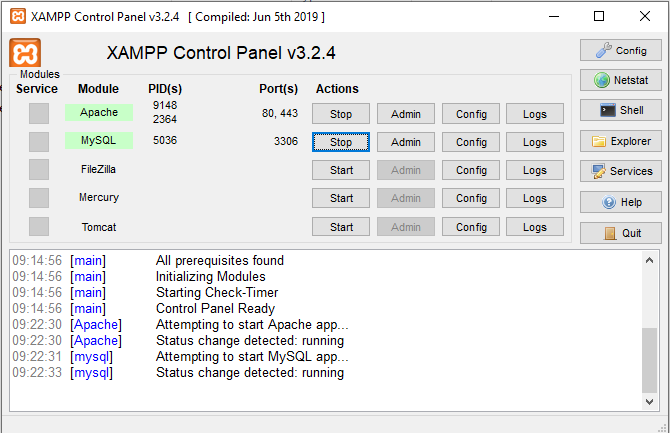 XAMPP Control Panel v3.2.4 [ Compiled: Jun 5th 2019 ]
XAMPP Control Panel v3.2.4
Config
Modules
Service Module PID(s) Port(s) Actions
Netstat
Apache 9148 2364 80, 443 Stop Admin Config Logs
Shell
MySQL 5036 3306 Stop Admin Config Logs
Explorer
FileZilla Start Admin Config Logs
Services
Mercury Start Admin Config Logs
Help
Tomcat Start Admin Config Logs
Quit
09:14:56 [main] All prerequisites found
09:14:56 [main] Initializing Modules
09:14:56 [main] Starting Check-Timer
09:14:56 [main] Control Panel Ready
09:22:30 [Apache] Attempting to start Apache app...
09:22:30 [Apache] Status change detected: running
09:22:31 [mysql] Attempting to start MySQL app...
09:22:33 [mysql] Status change detected: running